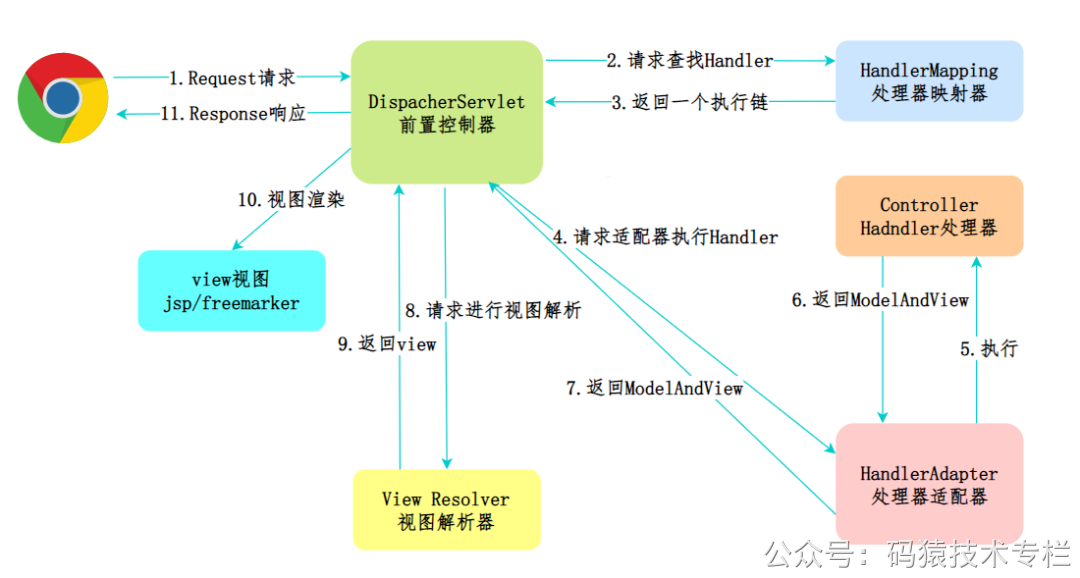 1.Request请求
11.Response响应
DispacherServlet
前置控制器
2.请求查找Handler
3.返回一个执行链
HandlerMapping
处理器映射器
10.视图渲染
view视图
jsp/freemarker
4.请求适配器执行Handler
Controller
Hadndler处理器
6.返回ModelAndView
5.执行
8.请求进行视图解析
9.返回view
7.返回ModelAndView
View Resolver
视图解析器
HandlerAdapter
处理器适配器
公众号：码猿技术专栏